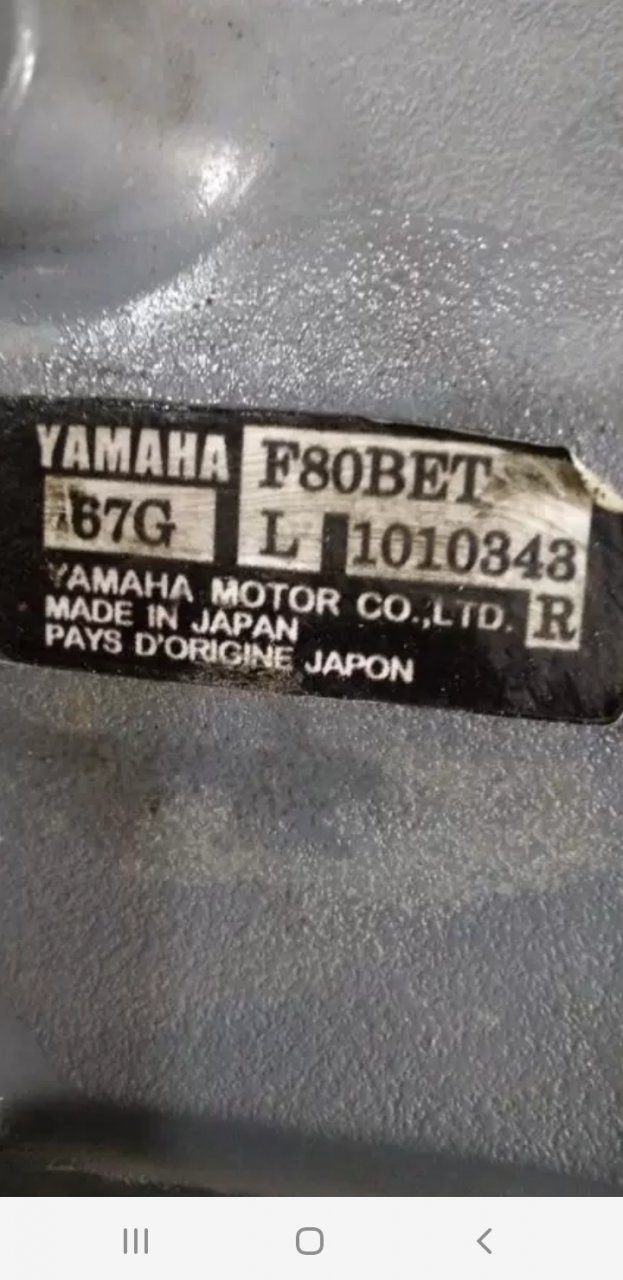 YAMAHA F80BET
67G L 1010343
YAMAHA MOTOR CO.,LTD. R
MADE IN JAPAN
PAYS D'ORIGINE JAPON